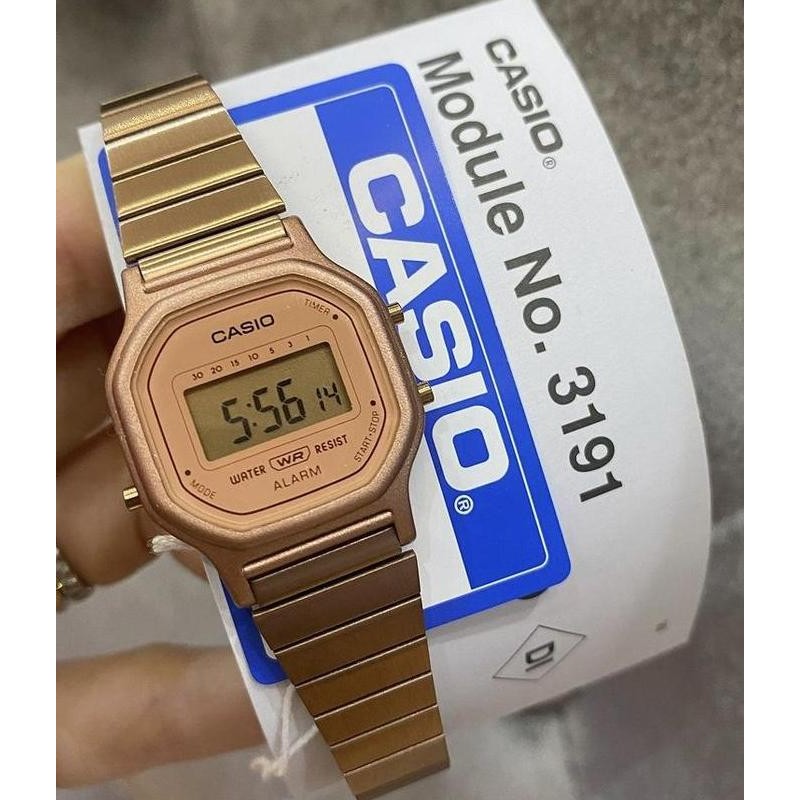 CASIO®
Module No. 3191
CASIO®
DI
TIMER
CASIO
30 20 15 10 5 3 1
5:56 14
WATER WR RESIST
ALARM
MODE
START·STOP